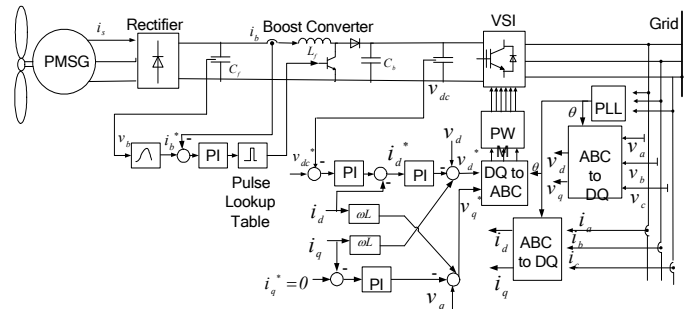 Rectifier
Boost Converter
VSI
Grid
i_s
i_b
L_f
PMSG
C_f
C_b
v_dc
PLL
θ
v_b
i_b*
PI
Pulse
Lookup
Table
v_dc*
PI
i_d*
PI
v_d
v_d*
PW
M
DQ to
ABC
θ
v_d
v_q
ABC
to
DQ
v_a
v_b
v_c
v_q*
i_d
ωL
i_q
ωL
i_d
i_q
ABC
to DQ
i_a
i_b
i_c
i_q*=0
PI
v_q
-
-
-
-
-